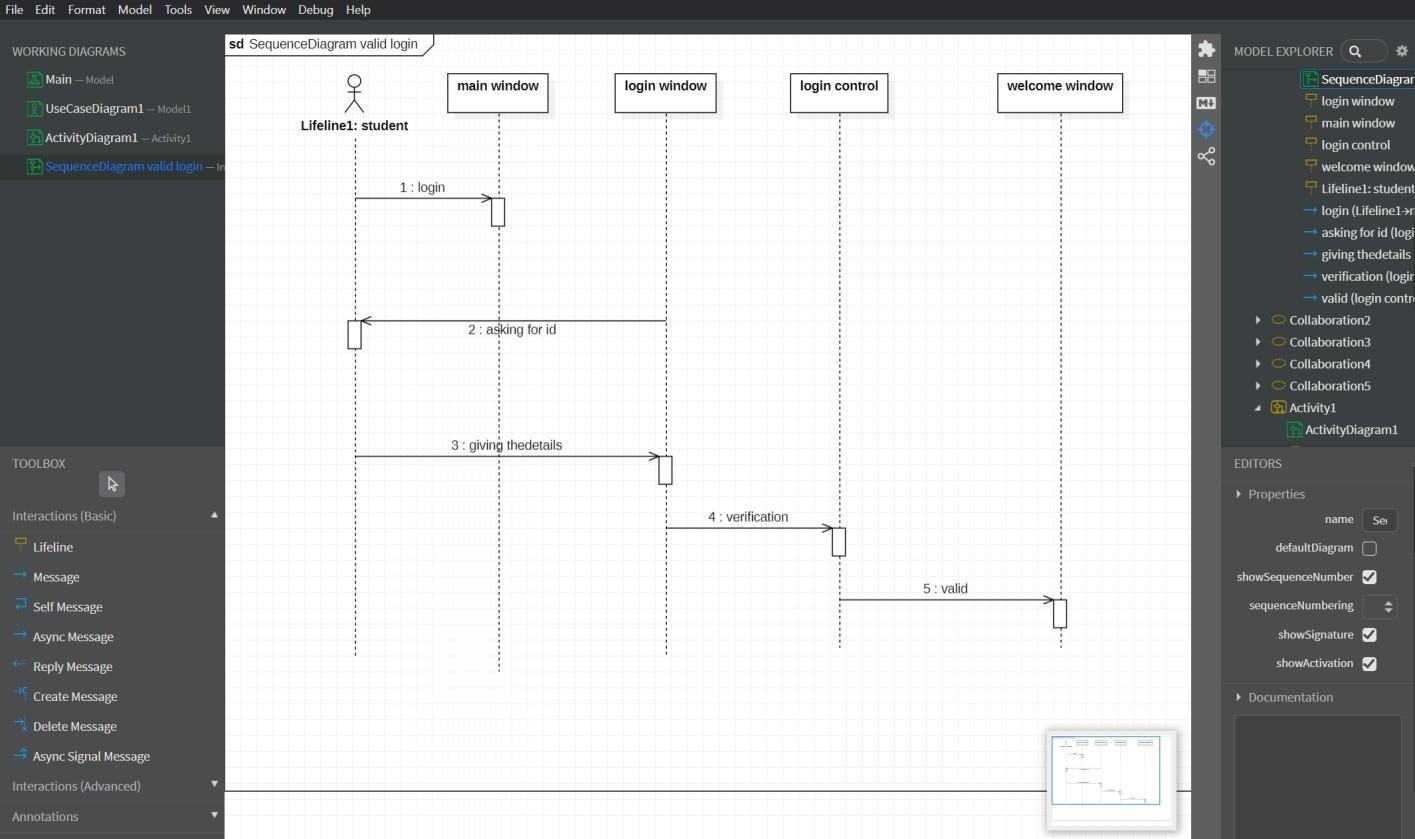 File Edit Format Model Tools View Window Debug Help
WORKING DIAGRAMS
Main — Model
UseCaseDiagram1 — Model1
ActivityDiagram1 — Activity1
SequenceDiagram valid login — In
TOOLBOX
Interactions (Basic)
Lifeline
Message
Self Message
Async Message
Reply Message
Create Message
Delete Message
Async Signal Message
Interactions (Advanced)
Annotations
sd SequenceDiagram valid login
main window
login window
login control
welcome window
Lifeline1: student
1 : login
2 : asking for id
3 : giving thedetails
4 : verification
5 : valid
MODEL EXPLORER
SequenceDiagrar
login window
main window
login control
welcome window
Lifeline1: student
login (Lifeline1→r
asking for id (logi
giving thedetails
verification (logir
valid (login contr
Collaboration2
Collaboration3
Collaboration4
Collaboration5
Activity1
ActivityDiagram1
EDITORS
Properties
name Se
defaultDiagram
showSequenceNumber
sequenceNumbering
showSignature
showActivation
Documentation